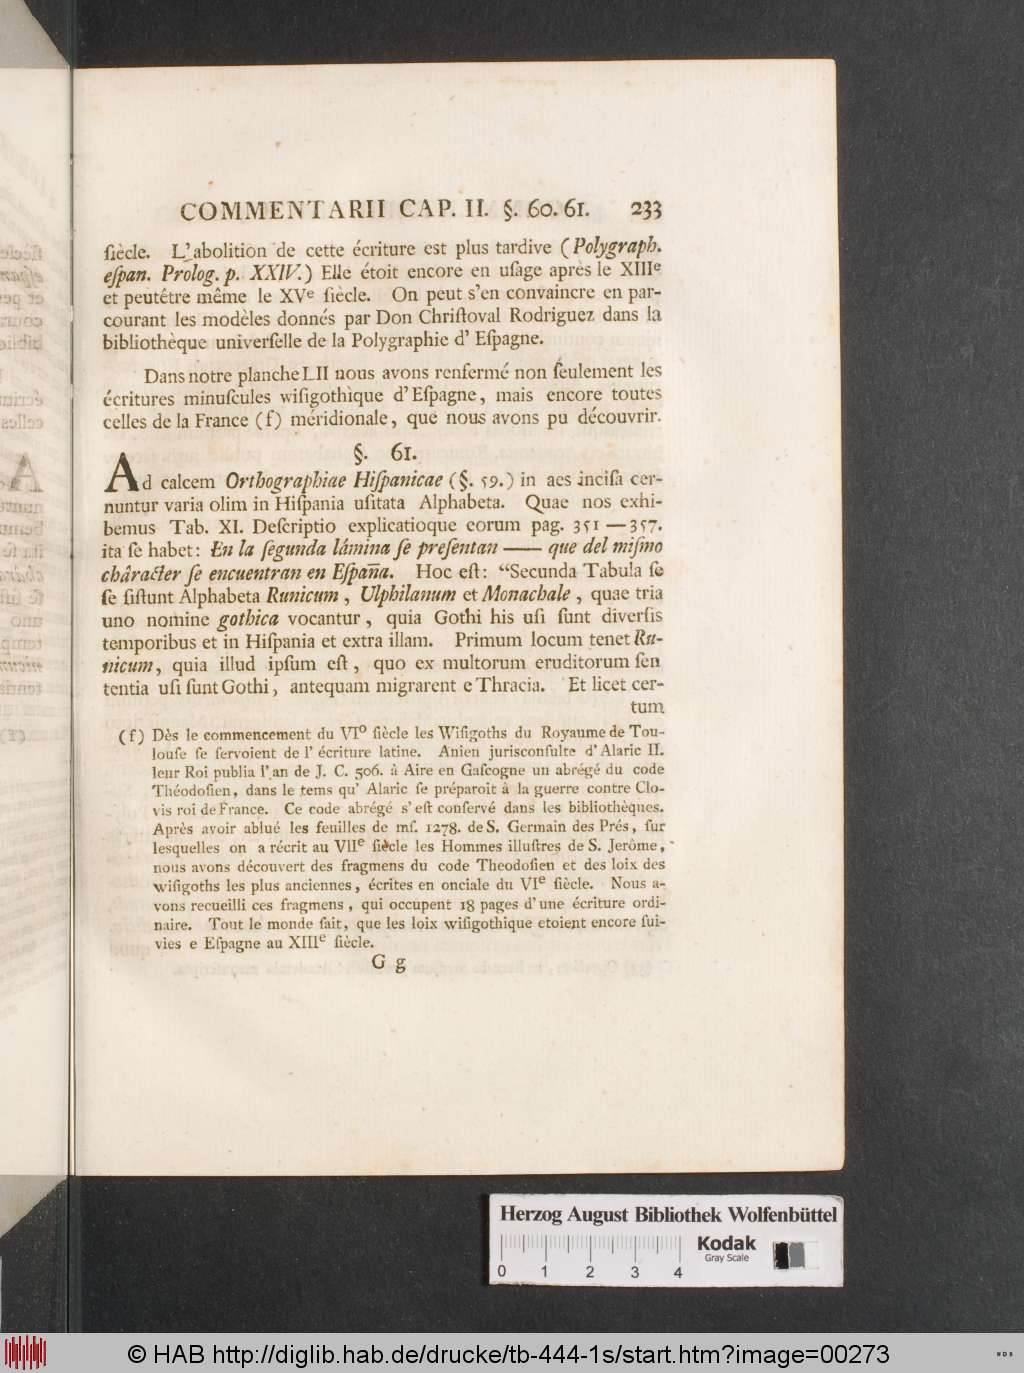 COMMENTARII CAP. II. §. 60. 61. 233
ſiècle. L'abolition de cette écriture est plus tardive (Polygraph.
eſpan. Prolog. p. XXIV.) Elle étoit encore en uſage après le XIIIe
et peutêtre même le XVe ſiècle. On peut s'en convaincre en par-
courant les modèles donnés par Don Chriſtoval Rodriguez dans la
bibliothèque univerſelle de la Polygraphie d' Eſpagne.
Dans notre planche LII nous avons renfermé non ſeulement les
écritures minuſcules wiſigothique d' Eſpagne, mais encore toutes
celles de la France (f) méridionale, que nous avons pu découvrir.
§. 61.
Ad calcem Orthographiae Hiſpanicae (§. 59.) in aes inciſa cer-
nuntur varia olim in Hiſpania uſitata Alphabeta. Quae nos exhi-
bemus Tab. XI. Deſcriptio explicatioque eorum pag. 351—357.
ita ſe habet: En la ſegunda lámina ſe preſentan —— que del miſmo
châracter ſe encuentran en Eſpaña. Hoc eſt: “Secunda Tabula ſe
ſe ſiſtunt Alphabeta Runicum, Ulphilanum et Monachale, quae tria
uno nomine gothica vocantur, quia Gothi his uſi ſunt diverſis
temporibus et in Hiſpania et extra illam. Primum locum tenet Ru-
nicum, quia illud ipſum eſt, quo ex multorum eruditorum ſen
tentia uſi ſunt Gothi, antequam migrarent e Thracia. Et licet cer-
tum
(f) Dès le commencement du VIo ſiècle les Wiſigoths du Royaume de Tou-
louſe ſe ſervoient de l' écriture latine. Anien jurisconſulte d' Alaric II.
leur Roi publia l'an de J. C. 506. à Aire en Gaſcogne un abrégé du code
Théodoſien, dans le tems qu' Alaric ſe préparoit à la guerre contre Clo-
vis roi de France. Ce code abrégé s' eſt conſervé dans les bibliothèques.
Après avoir ablué les feuilles de mſ. 1278. de S. Germain des Prés, ſur
lesquelles on a récrit au VIIe ſiècle les Hommes illuſtres de S. Jerôme,
nous avons découvert des fragmens du code Theodoſien et des loix des
wiſigoths les plus anciennes, écrites en onciale du VIe ſiècle. Nous a-
vons recueilli ces fragmens, qui occupent 18 pages d' une écriture ordi-
naire. Tout le monde ſait, que les loix wiſigothique etoient encore ſui-
vies e Eſpagne au XIIIe ſiècle.
G g
Herzog August Bibliothek Wolfenbüttel
Kodak
Gray Scale
0 1 2 3 4
© HAB http://diglib.hab.de/drucke/tb-444-1s/start.htm?image=00273